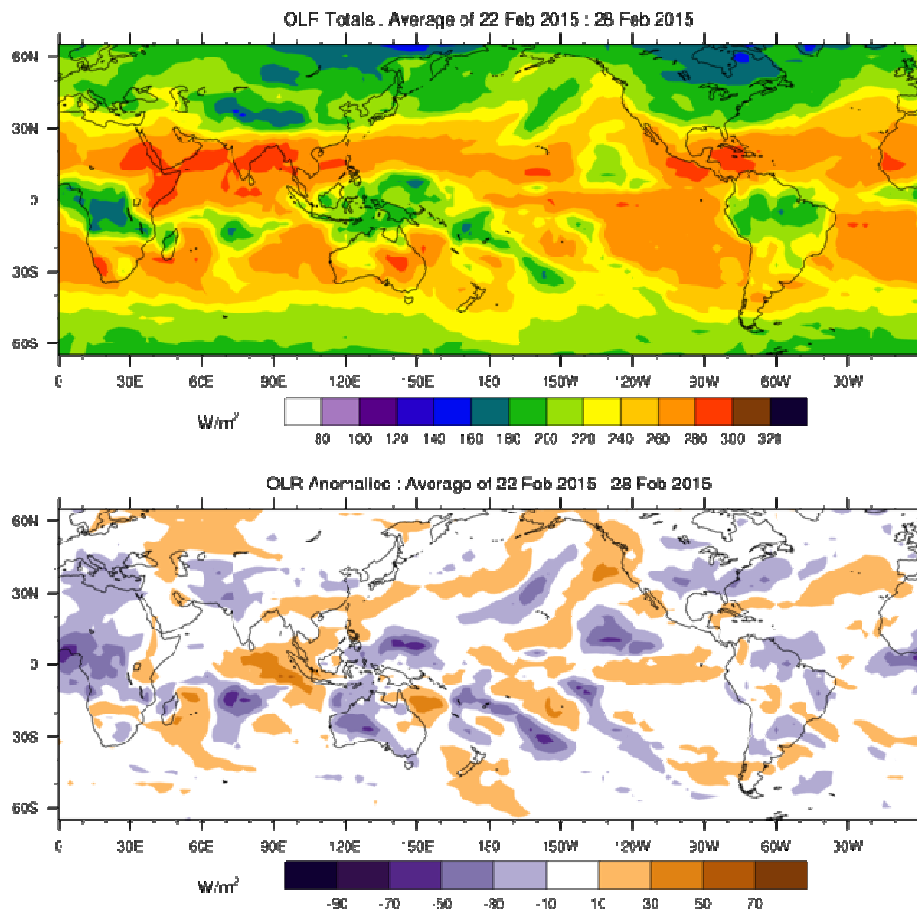 OLR Totals : Average of 22 Feb 2015 : 28 Feb 2015
60N
30N
0
30S
60S
0 30E 60E 90E 120E 150E 180 150W 120W 90W 60W 30W
W/m²
80 100 120 140 160 180 200 220 240 260 280 300 320
OLR Anomalies : Average of 22 Feb 2015 28 Feb 2015
60N
30N
0
30S
60S
0 30E 60E 90E 120E 150E 180 150W 120W 90W 60W 30W
W/m²
-90 -70 -50 -30 -10 10 30 50 70